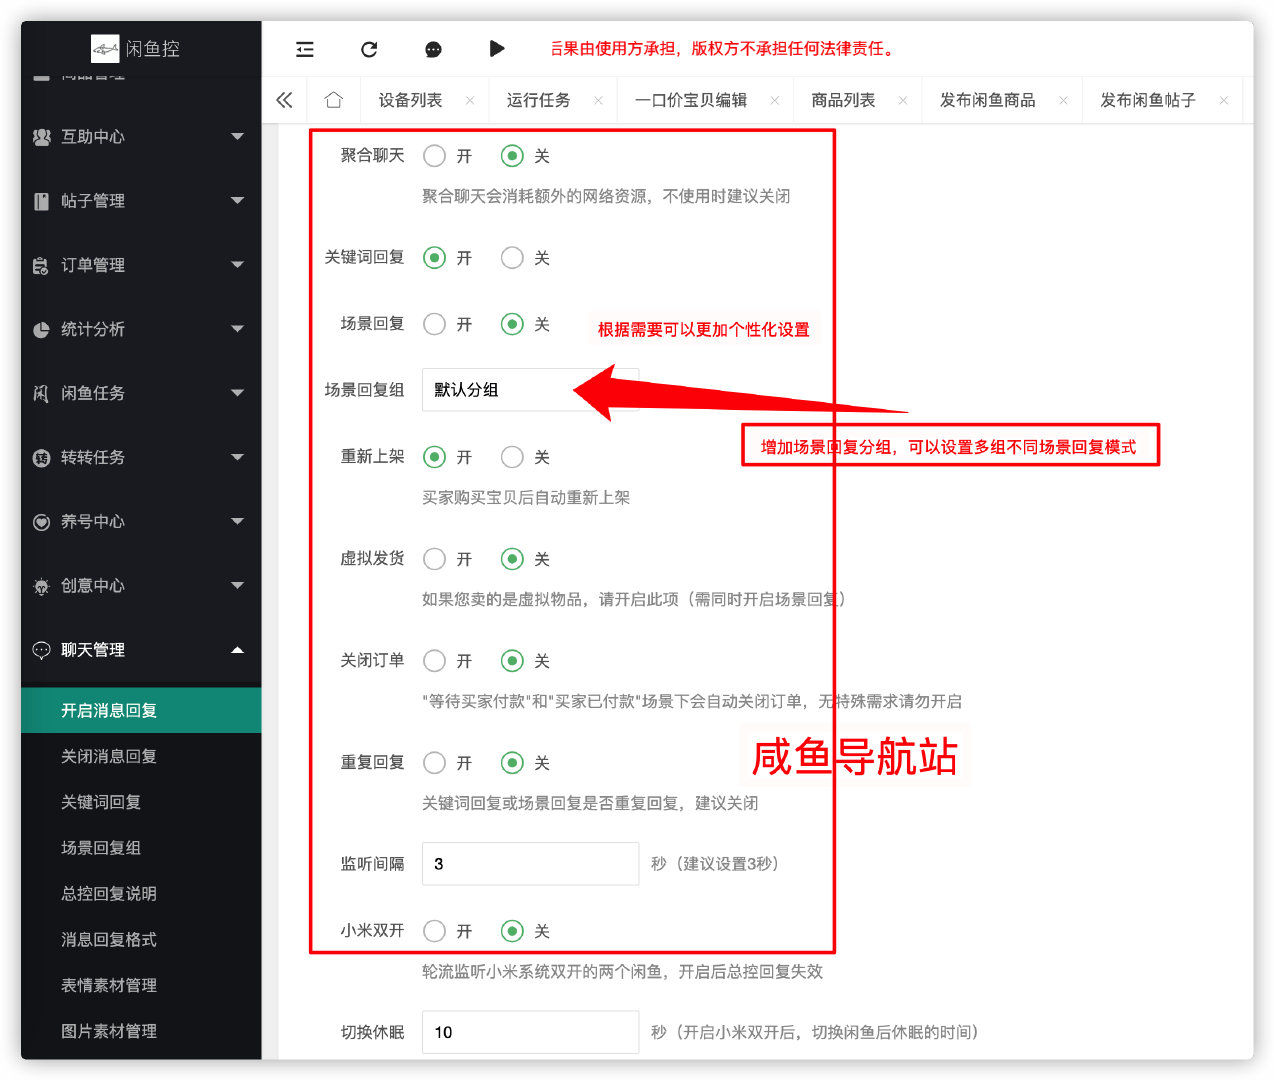 闲鱼控
后果由使用方承担，版权方不承担任何法律责任。
设备列表 × 运行任务 × 一口价宝贝编辑 × 商品列表 × 发布闲鱼商品 × 发布闲鱼帖子 ×
商品管理
互助中心
帖子管理
订单管理
统计分析
闲鱼任务
转转任务
养号中心
创意中心
聊天管理
开启消息回复
关闭消息回复
关键词回复
场景回复组
总控回复说明
消息回复格式
表情素材管理
图片素材管理
聚合聊天 开 关
聚合聊天会消耗额外的网络资源，不使用时建议关闭
关键词回复 开 关
场景回复 开 关
根据需要可以更加个性化设置
场景回复组 默认分组
增加场景回复分组，可以设置多组不同场景回复模式
重新上架 开 关
买家购买宝贝后自动重新上架
虚拟发货 开 关
如果您卖的是虚拟物品，请开启此项（需同时开启场景回复）
关闭订单 开 关
"等待买家付款"和"买家已付款"场景下会自动关闭订单，无特殊需求请勿开启
咸鱼导航站
重复回复 开 关
关键词回复或场景回复是否重复回复，建议关闭
监听间隔 3 秒（建议设置3秒）
小米双开 开 关
轮流监听小米系统双开的两个闲鱼，开启后总控回复失效
切换休眠 10 秒（开启小米双开后，切换闲鱼后休眠的时间）